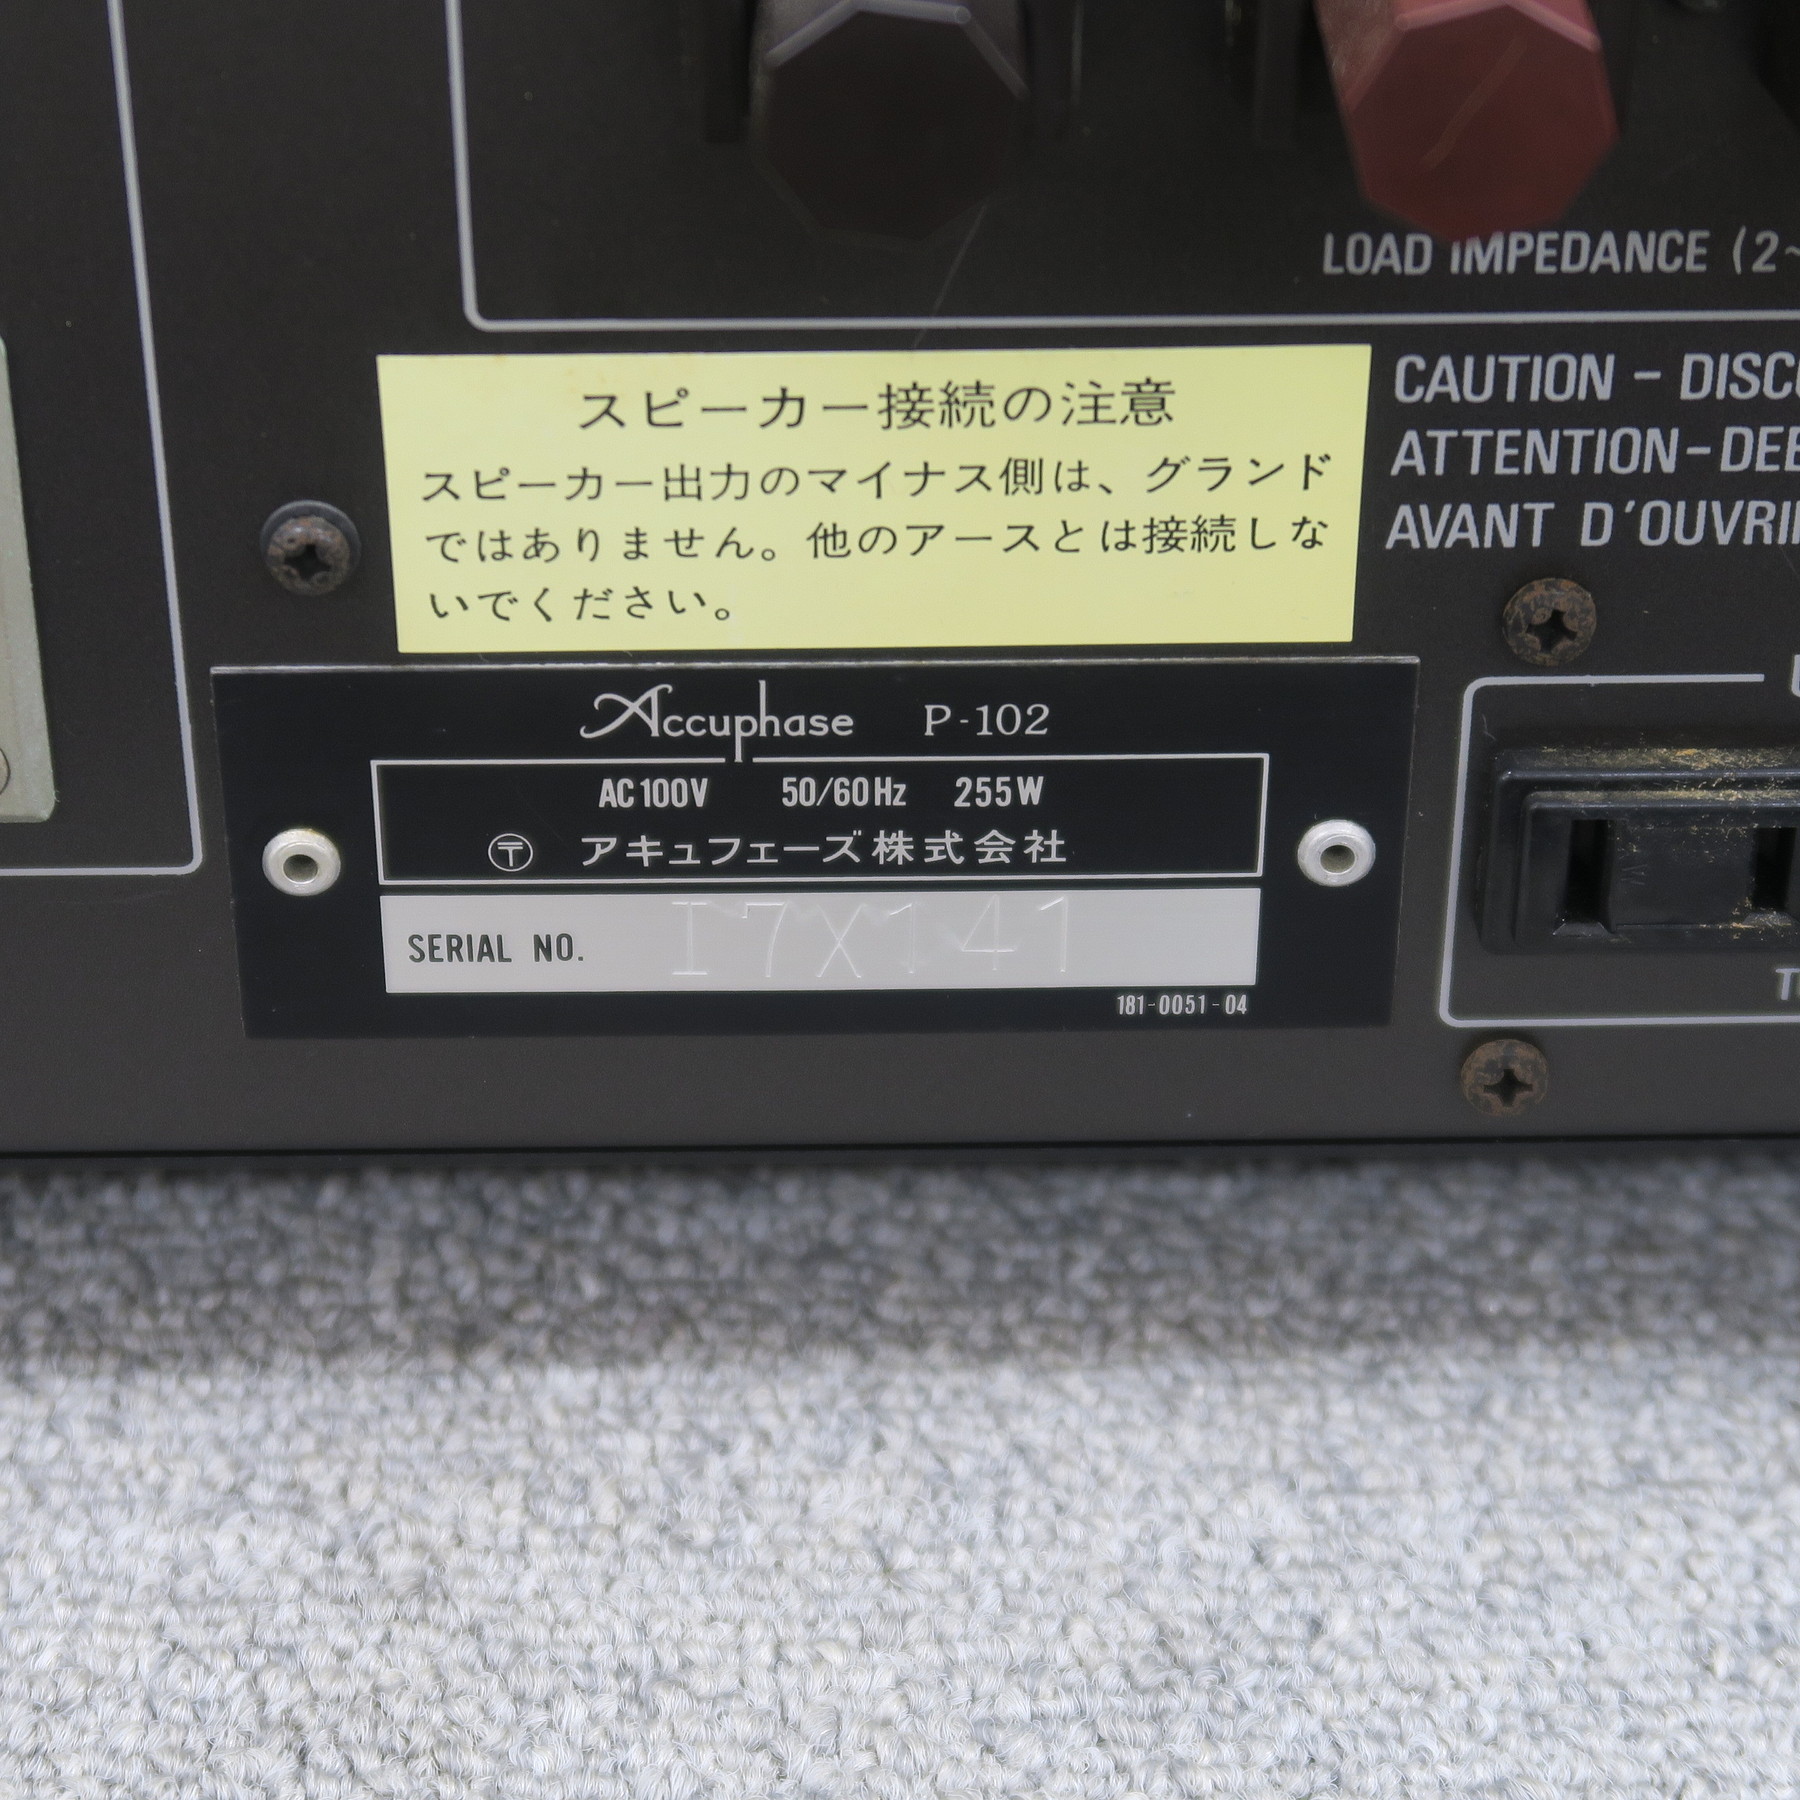 LOAD IMPEDANCE (2~
スピーカー接続の注意
スピーカー出力のマイナス側は、グランド
ではありません。他のアースとは接続しな
いでください。
CAUTION - DISC
ATTENTION-DE
AVANT D'OUVRI
Accuphase P-102
AC100V 50/60Hz 255W
〒 アキュフェーズ株式会社
SERIAL NO. I7X141
181-0051-04